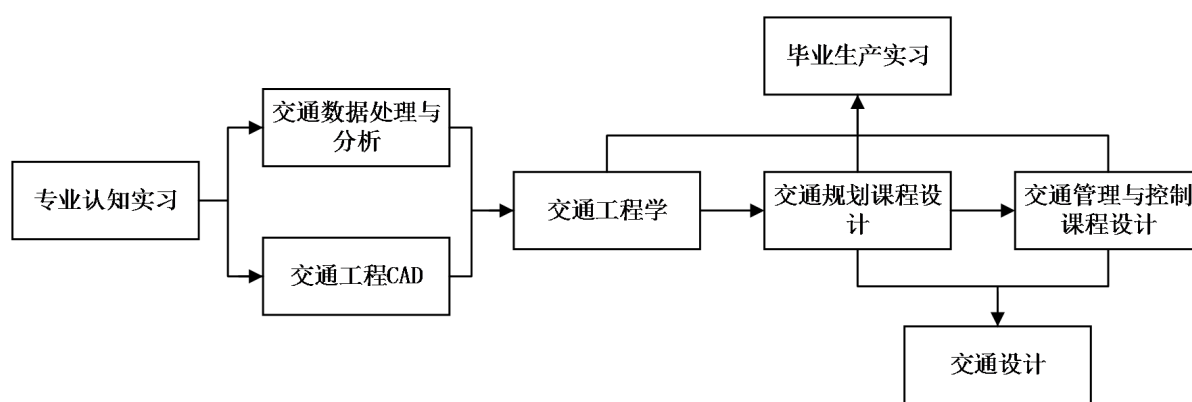 毕业生产实习
交通数据处理与
分析
专业认知实习
交通工程学
交通规划课程设
计
交通管理与控制
课程设计
交通工程CAD
交通设计